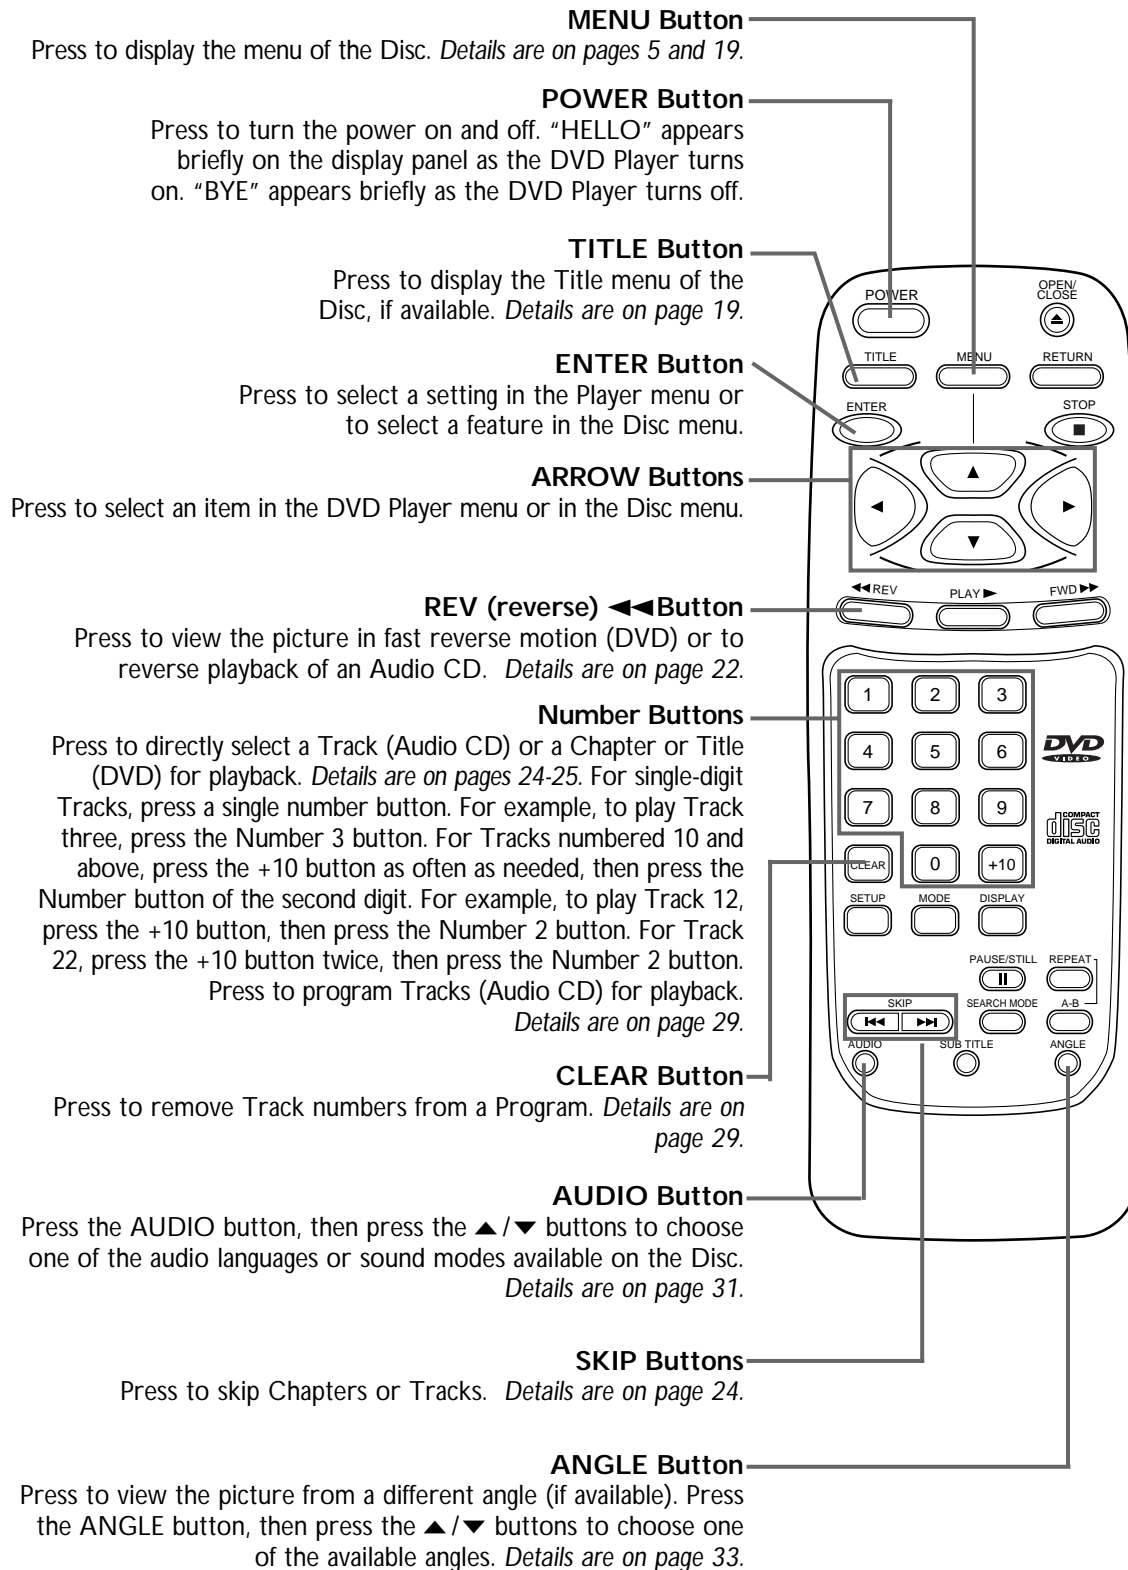 MENU Button
Press to display the menu of the Disc. Details are on pages 5 and 19.
POWER Button
Press to turn the power on and off. “HELLO” appears
briefly on the display panel as the DVD Player turns
on. “BYE” appears briefly as the DVD Player turns off.
TITLE Button
Press to display the Title menu of the
Disc, if available. Details are on page 19.
ENTER Button
Press to select a setting in the Player menu or
to select a feature in the Disc menu.
ARROW Buttons
Press to select an item in the DVD Player menu or in the Disc menu.
REV (reverse) ◀◀Button
Press to view the picture in fast reverse motion (DVD) or to
reverse playback of an Audio CD. Details are on page 22.
Number Buttons
Press to directly select a Track (Audio CD) or a Chapter or Title
(DVD) for playback. Details are on pages 24-25. For single-digit
Tracks, press a single number button. For example, to play Track
three, press the Number 3 button. For Tracks numbered 10 and
above, press the +10 button as often as needed, then press the
Number button of the second digit. For example, to play Track 12,
press the +10 button, then press the Number 2 button. For Track
22, press the +10 button twice, then press the Number 2 button.
Press to program Tracks (Audio CD) for playback.
Details are on page 29.
CLEAR Button
Press to remove Track numbers from a Program. Details are on
page 29.
AUDIO Button
Press the AUDIO button, then press the ▲/▼ buttons to choose
one of the audio languages or sound modes available on the Disc.
Details are on page 31.
SKIP Buttons
Press to skip Chapters or Tracks. Details are on page 24.
ANGLE Button
Press to view the picture from a different angle (if available). Press
the ANGLE button, then press the ▲/▼ buttons to choose one
of the available angles. Details are on page 33.
POWER
OPEN/
CLOSE
TITLE MENU RETURN
ENTER STOP
◀◀ REV PLAY ▶ FWD ▶▶
1 2 3
4 5 6
DVD
VIDEO
7 8 9
COMPACT
disc
DIGITAL AUDIO
CLEAR 0 +10
SETUP MODE DISPLAY
PAUSE/STILL REPEAT
SKIP SEARCH MODE A-B
AUDIO SUB TITLE ANGLE